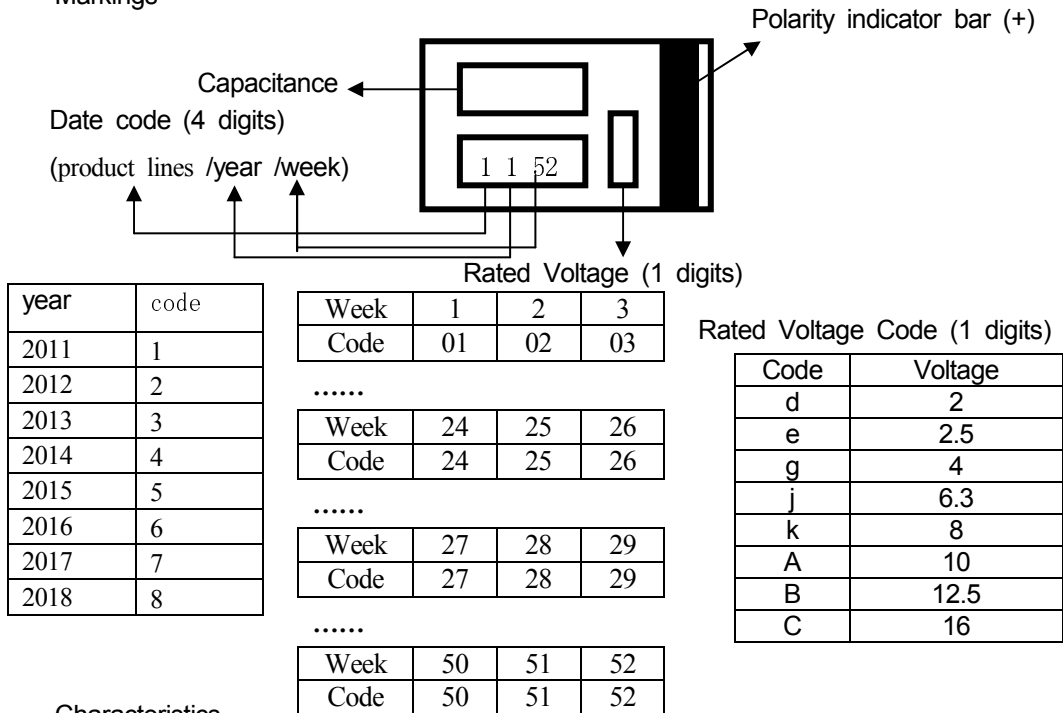 Markings
Polarity indicator bar (+)
Capacitance
Date code (4 digits)
(product lines /year /week)
1 1 52
Rated Voltage (1 digits)
year code
2011 1
2012 2
2013 3
2014 4
2015 5
2016 6
2017 7
2018 8
Week 1 2 3
Code 01 02 03
......
Week 24 25 26
Code 24 25 26
......
Week 27 28 29
Code 27 28 29
......
Week 50 51 52
Code 50 51 52
Rated Voltage Code (1 digits)
Code Voltage
d 2
e 2.5
g 4
j 6.3
k 8
A 10
B 12.5
C 16
Characteristics